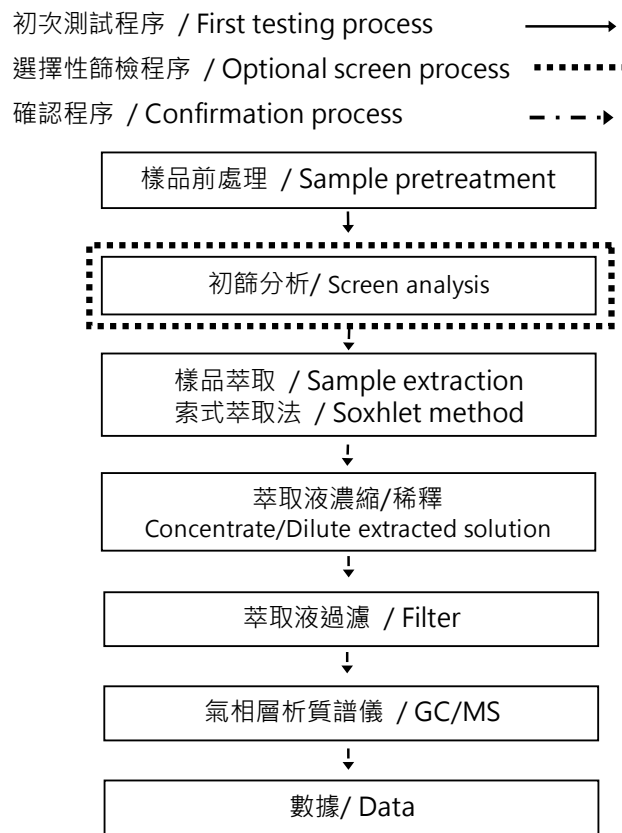 初次測試程序 / First testing process
選擇性篩檢程序 / Optional screen process
確認程序 / Confirmation process
樣品前處理 / Sample pretreatment
初篩分析/ Screen analysis
樣品萃取 / Sample extraction
索式萃取法 / Soxhlet method
萃取液濃縮/稀釋
Concentrate/Dilute extracted solution
萃取液過濾 / Filter
氣相層析質譜儀 / GC/MS
數據/ Data